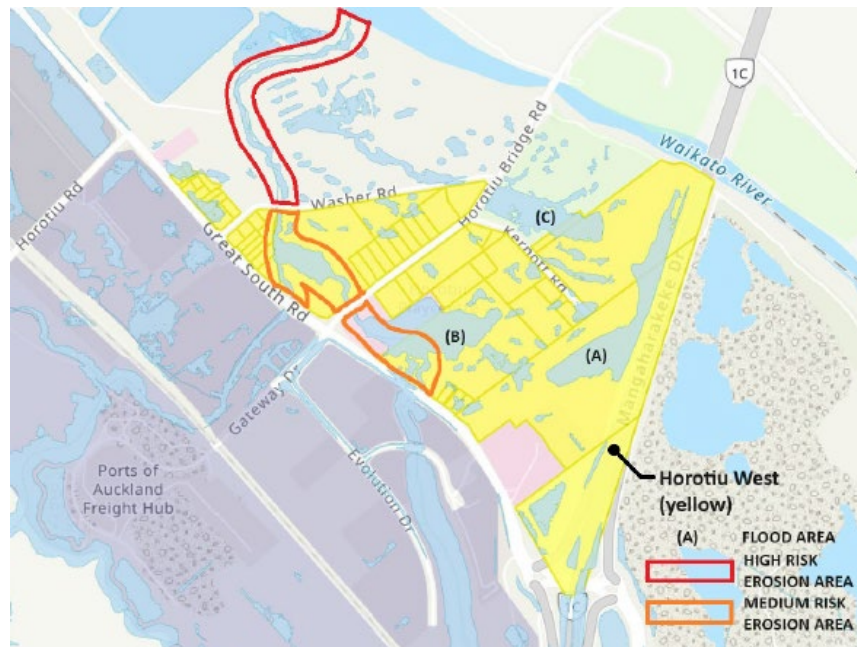 1C
Waikato River
Horotiu Bridge Rd
Washer Rd
Horotiu Rd
(C)
Kernott Rd
Great South Rd
Mangaharakeke Dr
(B)
(A)
Gateway Dr
Evolution Dr
Ports of
Auckland
Freight Hub
Horotiu West
(yellow)
(A) FLOOD AREA
HIGH RISK
EROSION AREA
MEDIUM RISK
EROSION AREA